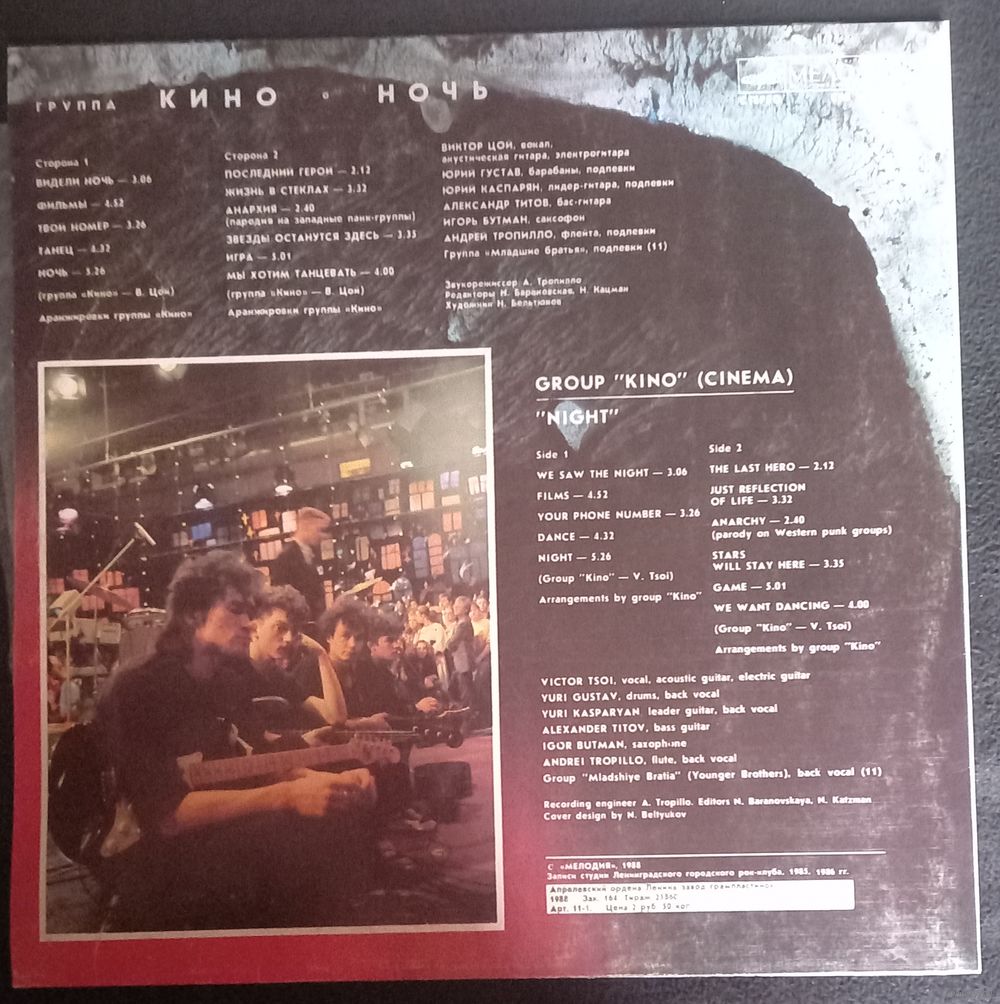 ГРУППА КИНО ° НОЧЬ
Сторона 1
ВИДЕЛИ НОЧЬ — 3.06
ФИЛЬМЫ — 4.52
ТВОЙ НОМЕР — 3.26
ТАНЕЦ — 4.32
НОЧЬ — 5.26
(группа «Кино» — В. Цой)
Аранжировки группы «Кино»
Сторона 2
ПОСЛЕДНИЙ ГЕРОЙ — 2.12
ЖИЗНЬ В СТЕКЛАХ — 3.32
АНАРХИЯ — 2.40
(пародия на западные панк-группы)
ЗВЕЗДЫ ОСТАНУТСЯ ЗДЕСЬ — 3.35
ИГРА — 5.01
МЫ ХОТИМ ТАНЦЕВАТЬ — 4.00
(группа «Кино» — В. Цой)
Аранжировки группы «Кино»
ВИКТОР ЦОЙ, вокал,
акустическая гитара, электрогитара
ЮРИЙ ГУСТАВ, барабаны, подпевки
ЮРИЙ КАСПАРЯН, лидер-гитара, подпевки
АЛЕКСАНДР ТИТОВ, бас-гитара
ИГОРЬ БУТМАН, саксофон
АНДРЕЙ ТРОПИЛЛО, флейта, подпевки
Группа «Младшие братья», подпевки (11)
Звукорежиссер А. Тропилло
Редакторы Н. Барановская, Н. Кацман
Художник Н. Бельтюков
GROUP "KINO" (CINEMA)
"NIGHT"
Side 1
WE SAW THE NIGHT — 3.06
FILMS — 4.52
YOUR PHONE NUMBER — 3.26
DANCE — 4.32
NIGHT — 5.26
(Group "Kino" — V. Tsoi)
Arrangements by group "Kino"
Side 2
THE LAST HERO — 2.12
JUST REFLECTION
OF LIFE — 3.32
ANARCHY — 2.40
(parody on Western punk groups)
STARS
WILL STAY HERE — 3.35
GAME — 5.01
WE WANT DANCING — 4.00
(Group "Kino" — V. Tsoi)
Arrangements by group "Kino"
VICTOR TSOI, vocal, acoustic guitar, electric guitar
YURI GUSTAV, drums, back vocal
YURI KASPARYAN leader guitar, back vocal
ALEXANDER TITOV, bass guitar
IGOR BUTMAN, saxophone
ANDREI TROPILLO, flute, back vocal
Group "Mladshiye Bratia" (Younger Brothers), back vocal (11)
Recording engineer A. Tropillo. Editors N. Baranovskaya, N. Katzman
Cover design by N. Beltyukov
С «МЕЛОДИЯ», 1988
Записи студии Ленинградского городского рок-клуба, 1985, 1986 гг.
Апрелевский ордена Ленина завод грампластинок
1988 Зак. 164 Тираж
Арт. 11-1. Цена 2 руб. 50 коп